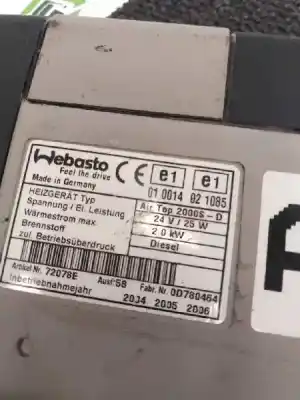 Webasto
Feel the drive
Made in Germany
e1 e1
01 0014 02 1085
HEIZGERÄT Typ Air Top 2000S - D
Spannung / El. Leistung 24 V / 25 W
Wärmestrom max. 2.0 kW
Brennstoff Diesel
zul. Betriebsüberdruck
Artikel Nr. 72078E Ausf: SB Fabr. Nr. 0D780464
Inbetriebnahmejahr 2004 2005 2006